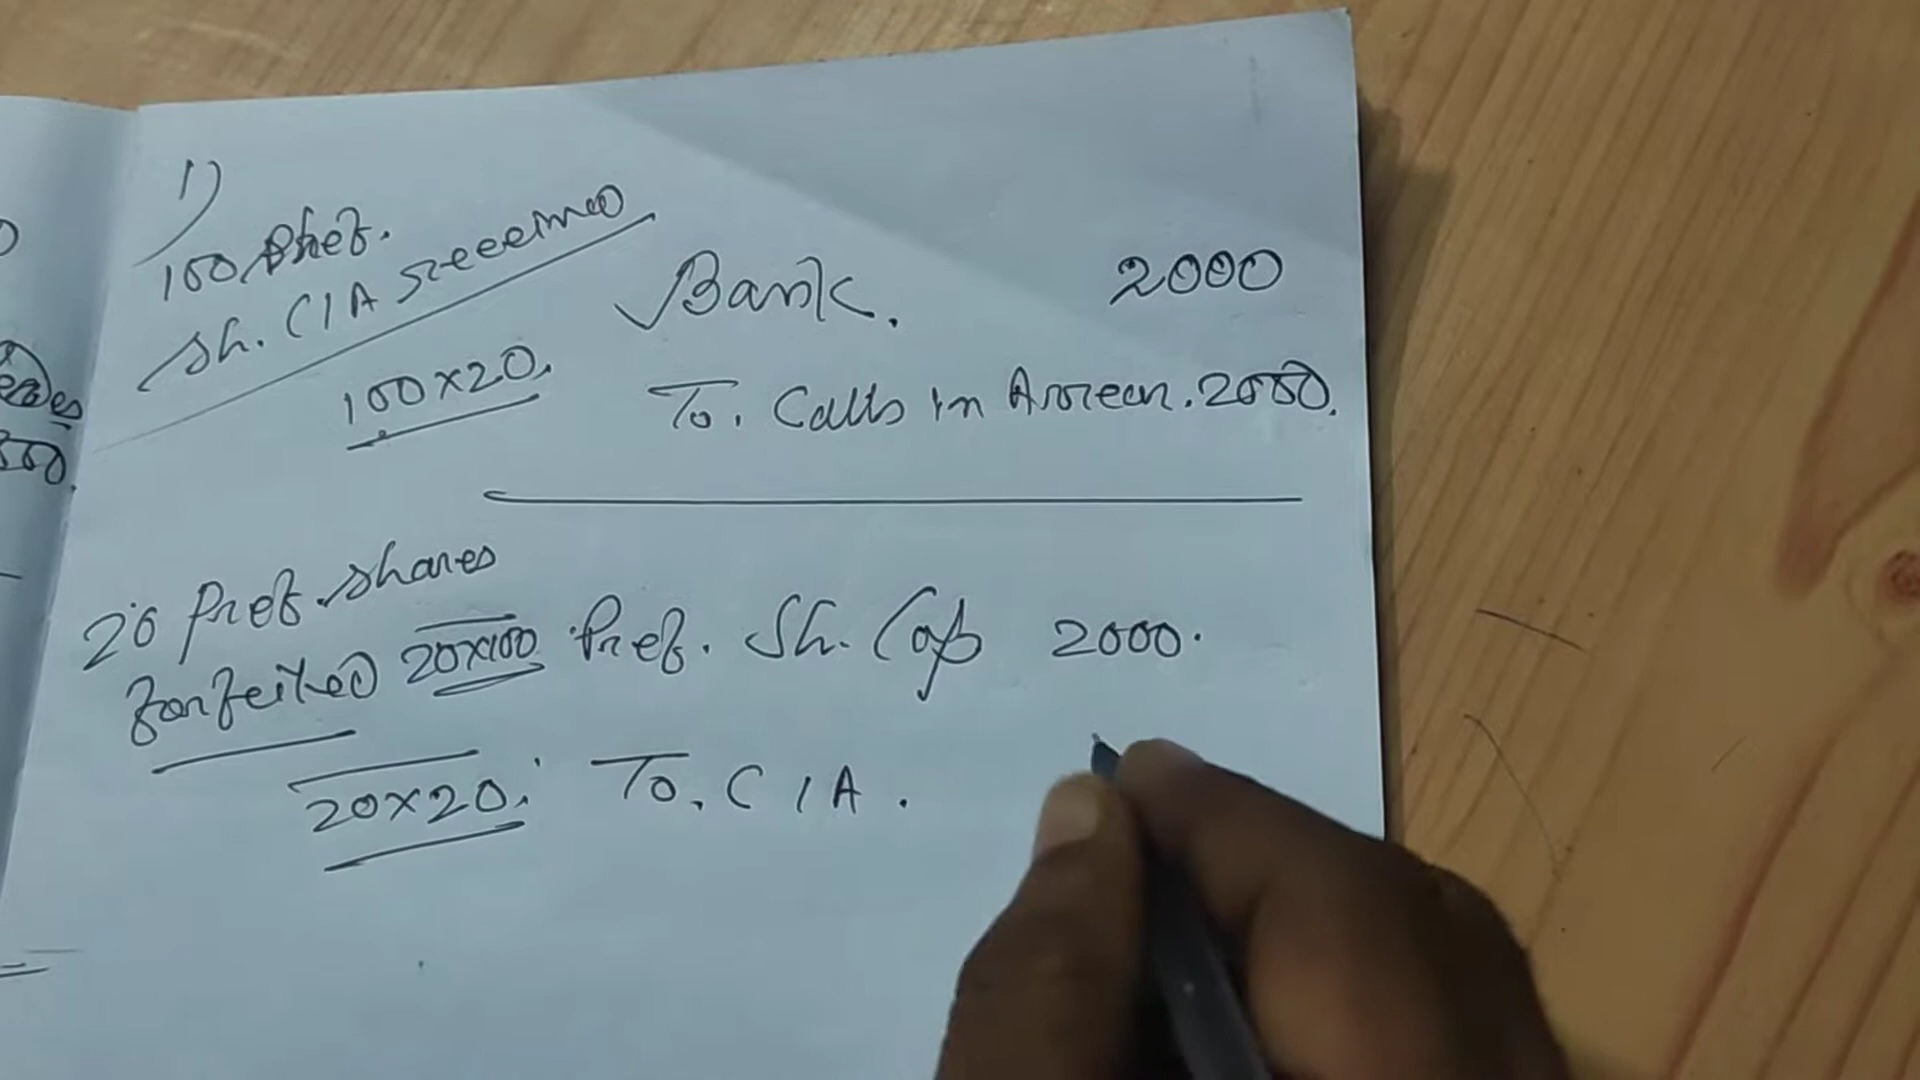 1)
100 Pref.
Sh. CIA received
100×20.
Bank. 2000
To. Calls in Arrear. 2000.
20 Pref. shares
forfeited 20×100 Pref. Sh. Cap 2000.
20×20. To. C I A.